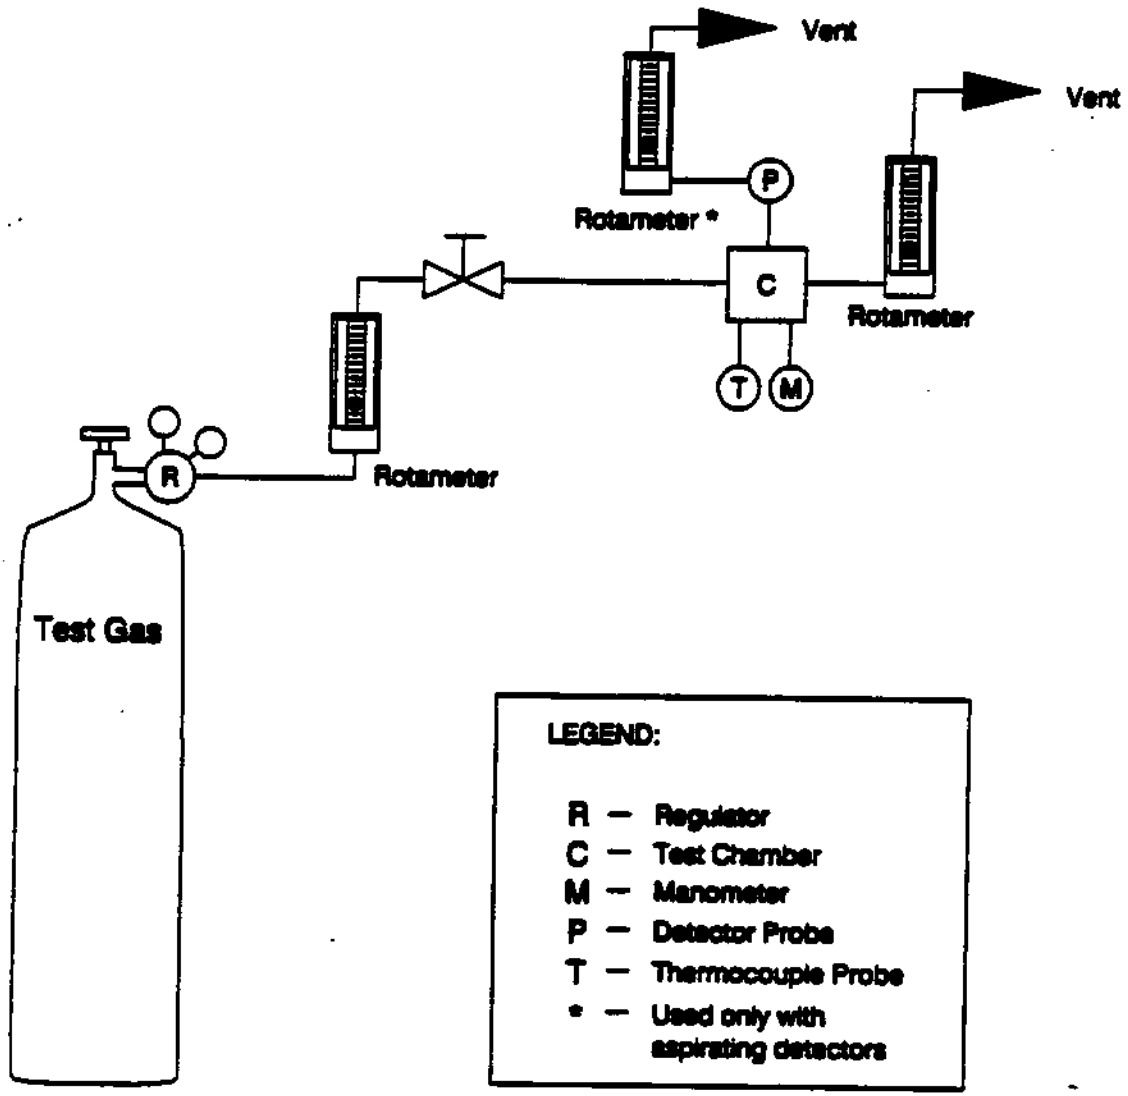 Vent
Vent
P
Rotameter *
C
Rotameter
T
M
R
Rotameter
Test Gas
LEGEND:
R — Regulator
C — Test Chamber
M — Manometer
P — Detector Probe
T — Thermocouple Probe
* — Used only with
aspirating detectors